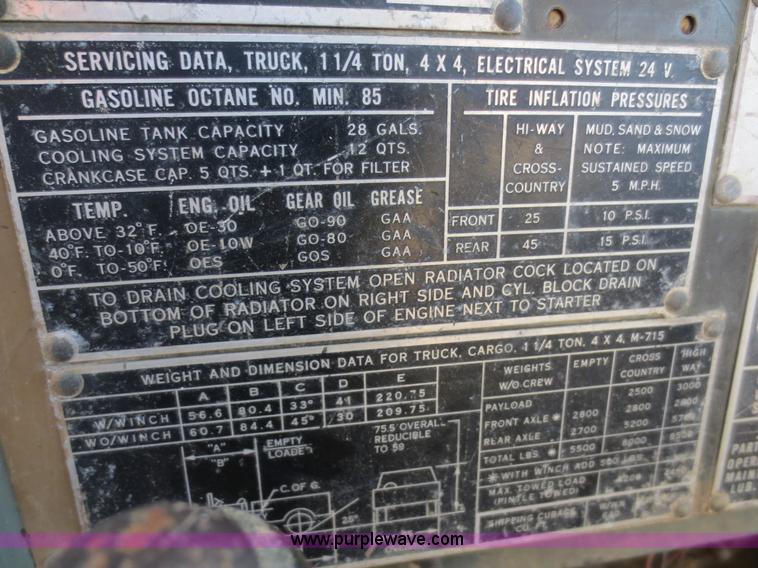 SERVICING DATA, TRUCK, 1 1/4 TON, 4 X 4, ELECTRICAL SYSTEM 24 V.
GASOLINE OCTANE NO. MIN. 85
GASOLINE TANK CAPACITY 28 GALS.
COOLING SYSTEM CAPACITY 12 QTS.
CRANKCASE CAP. 5 QTS. + 1 QT. FOR FILTER
TEMP. ENG. OIL GEAR OIL GREASE
ABOVE 32°F. OE-30 GO-90 GAA
40°F. TO-10°F. OE-10W GO-80 GAA
0°F. TO-50°F. OES GOS GAA
TIRE INFLATION PRESSURES
HI-WAY & CROSS-COUNTRY
MUD, SAND & SNOW
NOTE: MAXIMUM
SUSTAINED SPEED
5 M.P.H.
FRONT 25 10 P.S.I.
REAR 45 15 P.S.I.
TO DRAIN COOLING SYSTEM OPEN RADIATOR COCK LOCATED ON
BOTTOM OF RADIATOR ON RIGHT SIDE AND CYL. BLOCK DRAIN
PLUG ON LEFT SIDE OF ENGINE NEXT TO STARTER
WEIGHT AND DIMENSION DATA FOR TRUCK, CARGO, 1 1/4 TON, 4 X 4, M-715
A B C D E
W/WINCH 56.6 80.4 33° 41 220.75
WO/WINCH 60.7 84.4 45° 30 209.75
"A"
"B"
EMPTY
LOADED
75.5 OVERALL
REDUCIBLE
TO 59
C. OF G.
25°
WEIGHTS W/O CREW EMPTY CROSS COUNTRY HIGH WAY
PAYLOAD 2500 3000
FRONT AXLE * 2800 2800 2800
REAR AXLE 2700 5200
TOTAL LBS. * 5500 8000
* WITH WINCH ADD LBS.
MAX. TOWED LOAD
(PINTLE TOWED)
SHIPPING CUBAGE
CU. FT.
PART
OPER
MAIN
LUB.
www.purplewave.com